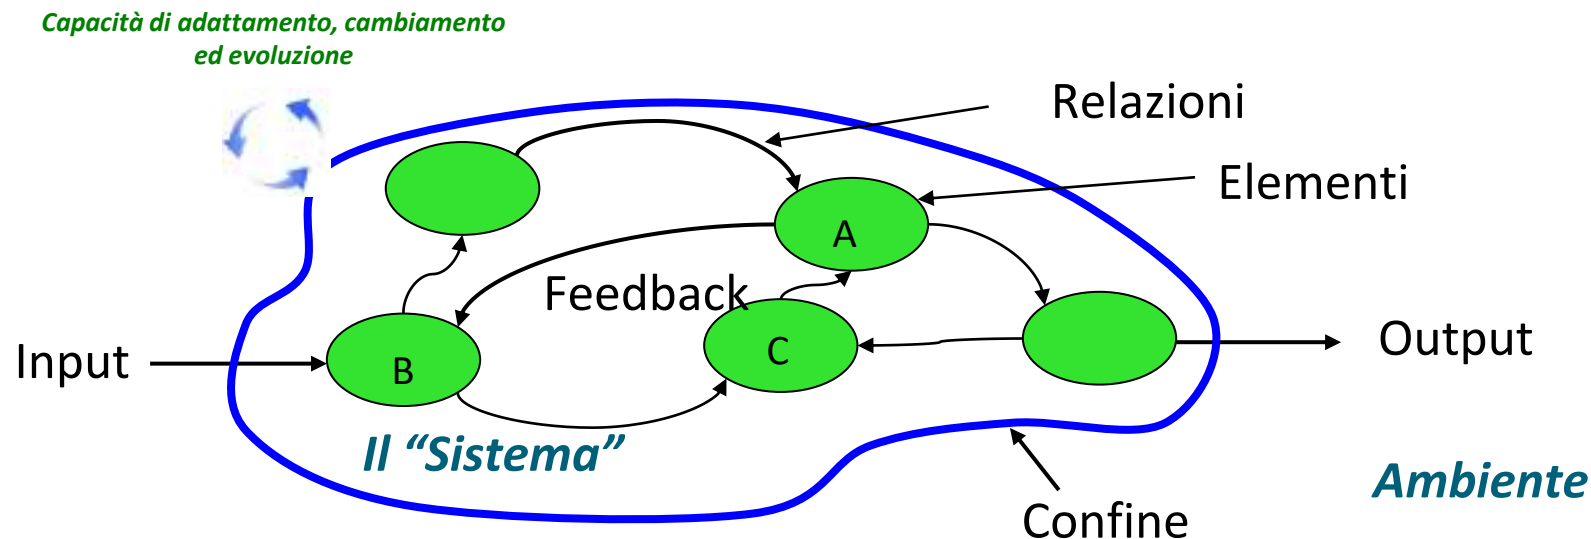 Capacità di adattamento, cambiamento
ed evoluzione
Relazioni
Elementi
A
Feedback
Input
B
C
Output
Il “Sistema”
Ambiente
Confine